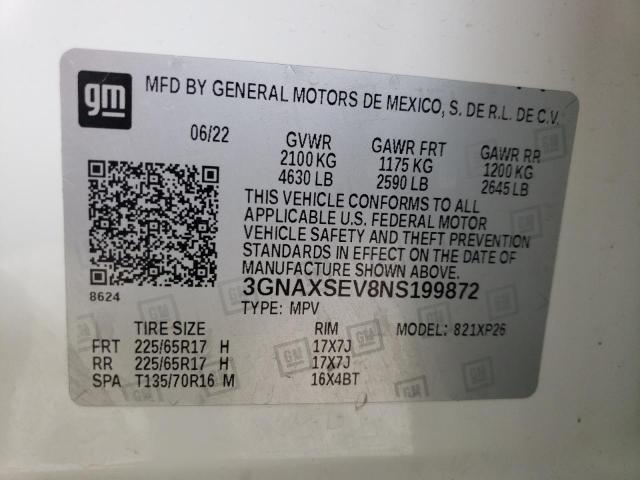 gm
MFD BY GENERAL MOTORS DE MEXICO, S. DE R.L. DE C.V.
06/22 GVWR GAWR FRT GAWR RR
2100 KG 1175 KG 1200 KG
4630 LB 2590 LB 2645 LB
THIS VEHICLE CONFORMS TO ALL
APPLICABLE U.S. FEDERAL MOTOR
VEHICLE SAFETY AND THEFT PREVENTION
STANDARDS IN EFFECT ON THE DATE OF
MANUFACTURE SHOWN ABOVE.
8624 3GNAXSEV8NS199872
TYPE: MPV MODEL: 821XP26
TIRE SIZE RIM
FRT 225/65R17 H 17X7J
RR 225/65R17 H 17X7J
SPA T135/70R16 M 16X4BT